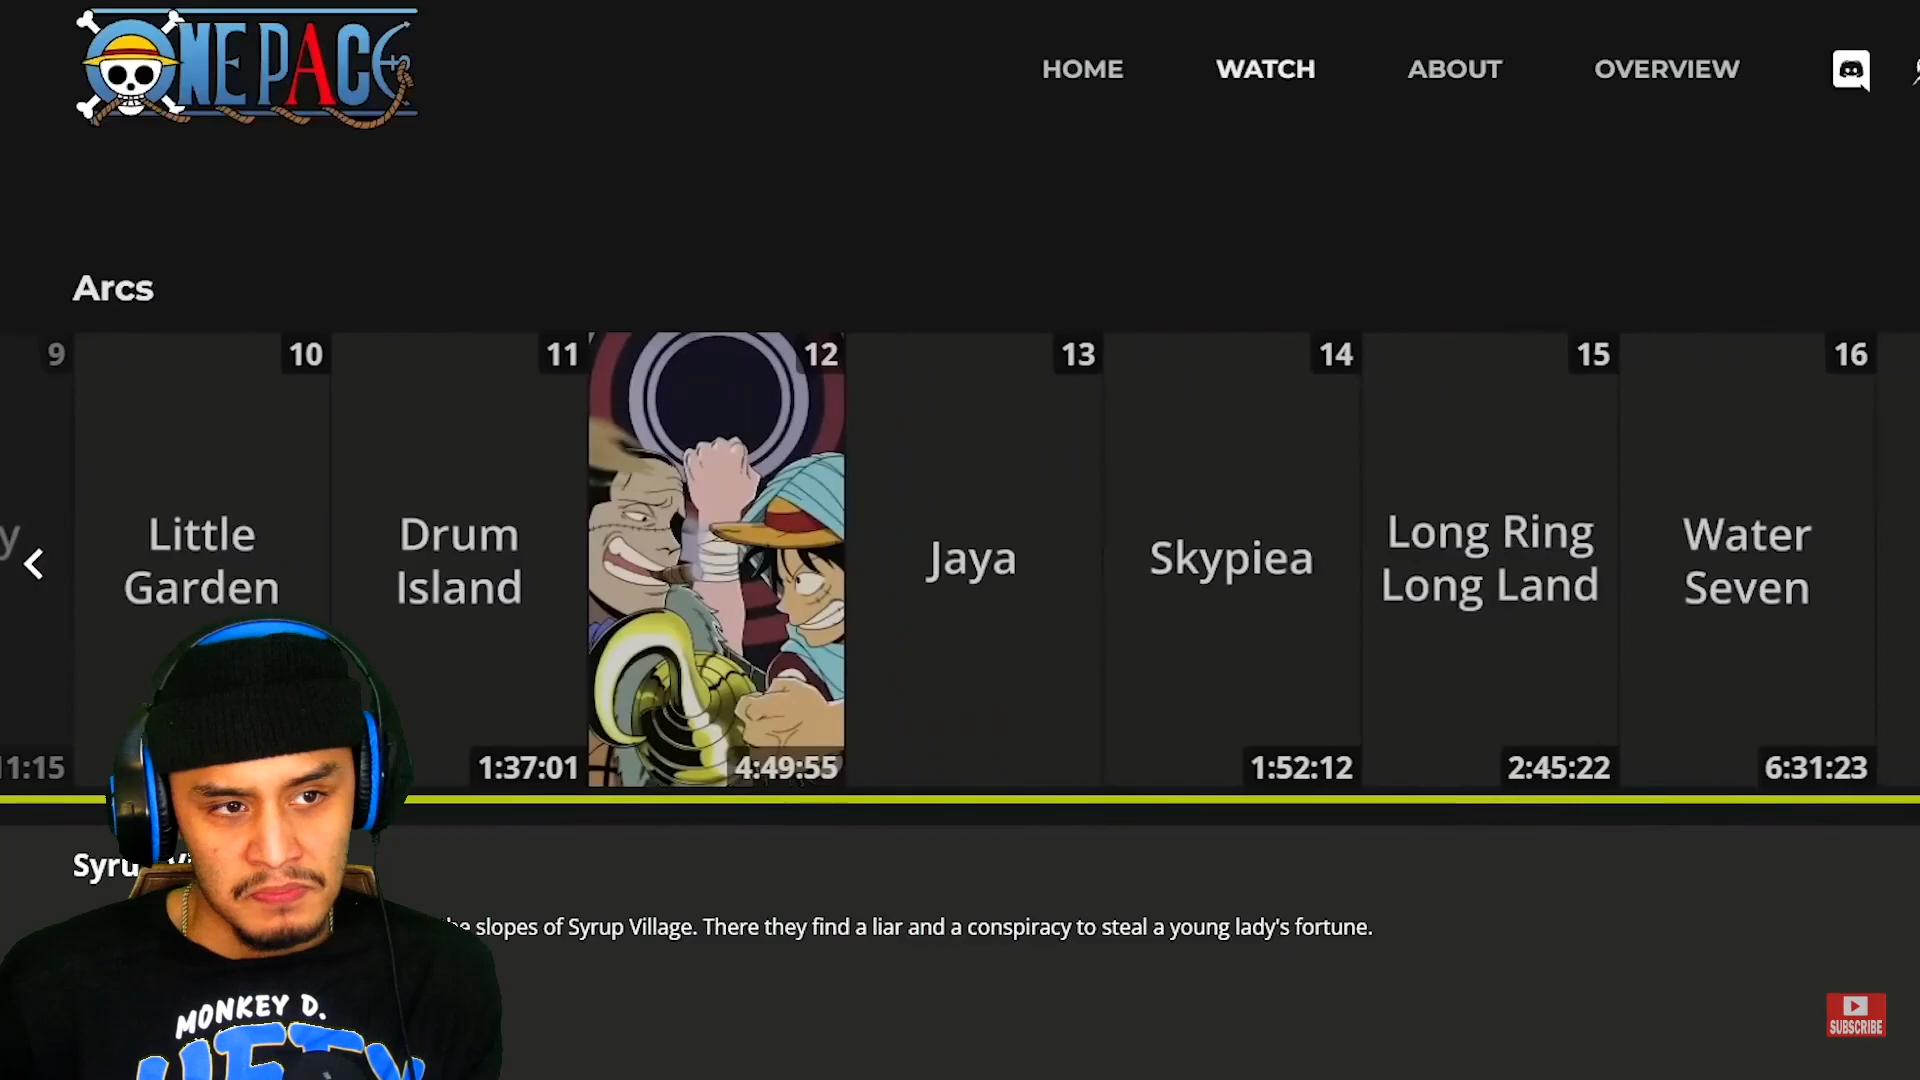 ONE PACE
HOME WATCH ABOUT OVERVIEW
Arcs
9 10 11 12 13 14 15 16
y
Little
Garden
Drum
Island
Jaya
Skypiea
Long Ring
Long Land
Water
Seven
11:15 1:37:01 4:49:55 1:52:12 2:45:22 6:31:23
Syru
he slopes of Syrup Village. There they find a liar and a conspiracy to steal a young lady's fortune.
MONKEY D.
SUBSCRIBE